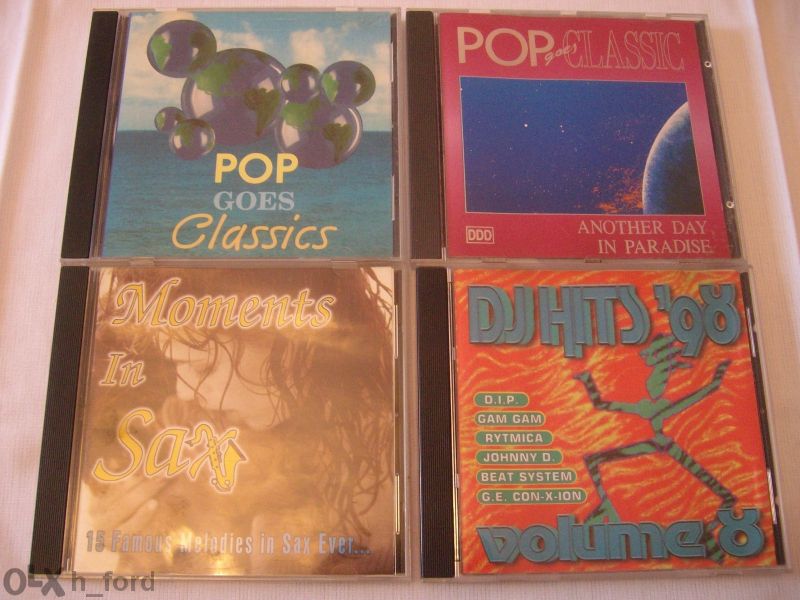 POP
GOES
Classics
POP goes CLASSIC
DDD
ANOTHER DAY
IN PARADISE
Moments
In
Sax
15 Famous Melodies in Sax Ever...
DJ HITS '98
D.I.P.
GAM GAM
RYTMICA
JOHNNY D.
BEAT SYSTEM
G.E. CON-X-ION
volume 8
OLX h_ford